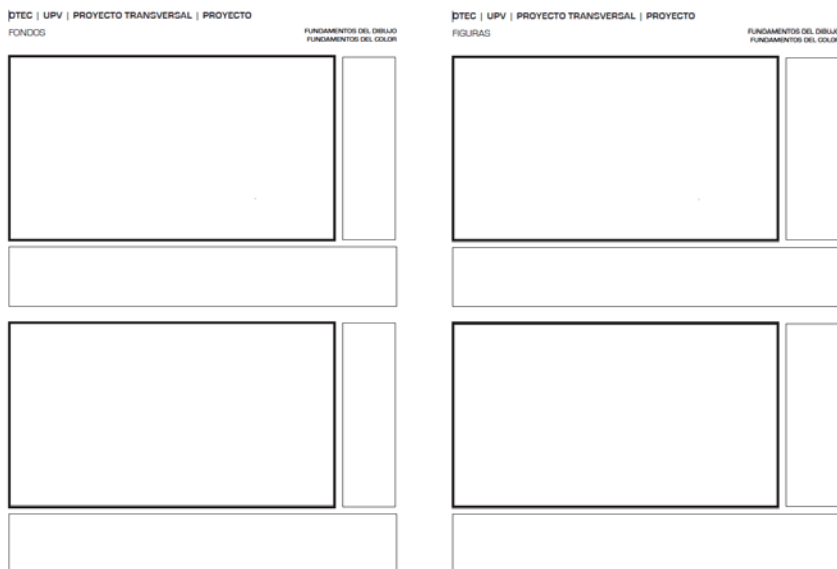 DTEC | UPV | PROYECTO TRANSVERSAL | PROYECTO
FONDOS
FUNDAMENTOS DEL DIBUJO
FUNDAMENTOS DEL COLOR
DTEC | UPV | PROYECTO TRANSVERSAL | PROYECTO
FIGURAS
FUNDAMENTOS DEL DIBUJO
FUNDAMENTOS DEL COLOR